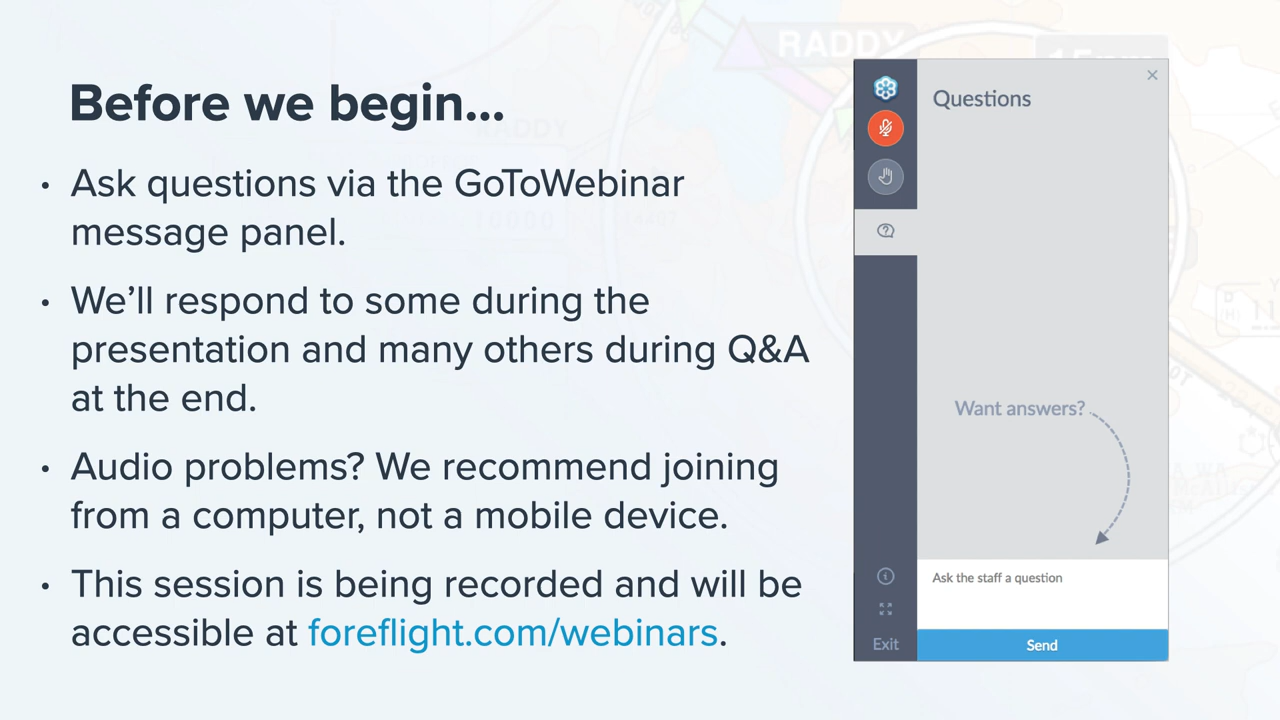 Before we begin...
• Ask questions via the GoToWebinar
message panel.
• We’ll respond to some during the
presentation and many others during Q&A
at the end.
• Audio problems? We recommend joining
from a computer, not a mobile device.
• This session is being recorded and will be
accessible at foreflight.com/webinars.
RADDY
Questions
Want answers?
Ask the staff a question
Exit
Send
RADDY
10000